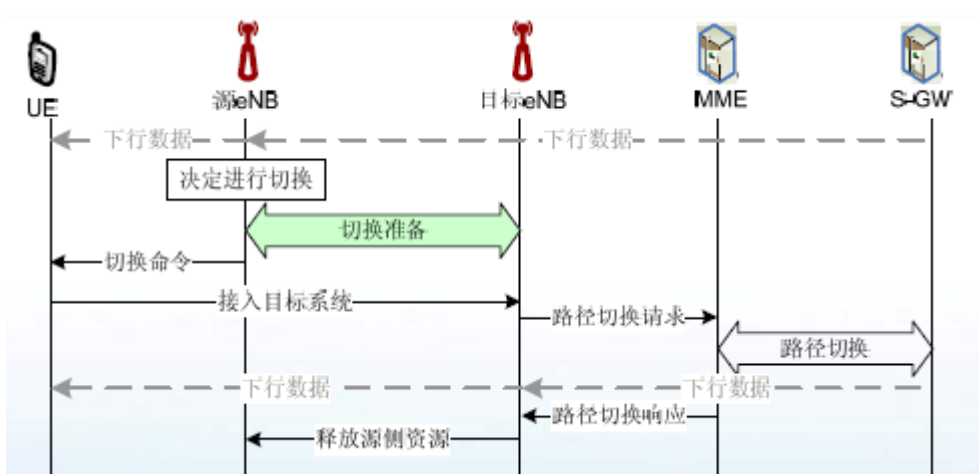 UE
源eNB
目标eNB
MME
S-GW
下行数据
下行数据
决定进行切换
切换准备
切换命令
接入目标系统
路径切换请求
路径切换
下行数据
下行数据
路径切换响应
释放源侧资源